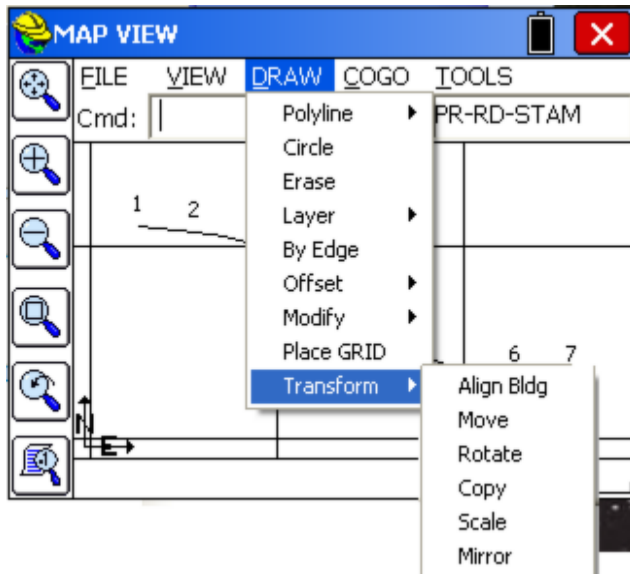 MAP VIEW
FILE VIEW DRAW COGO TOOLS
Cmd: PR-RD-STAM
Polyline
Circle
Erase
Layer
By Edge
Offset
Modify
Place GRID
Transform
Align Bldg
Move
Rotate
Copy
Scale
Mirror
1 2
6 7
N
E